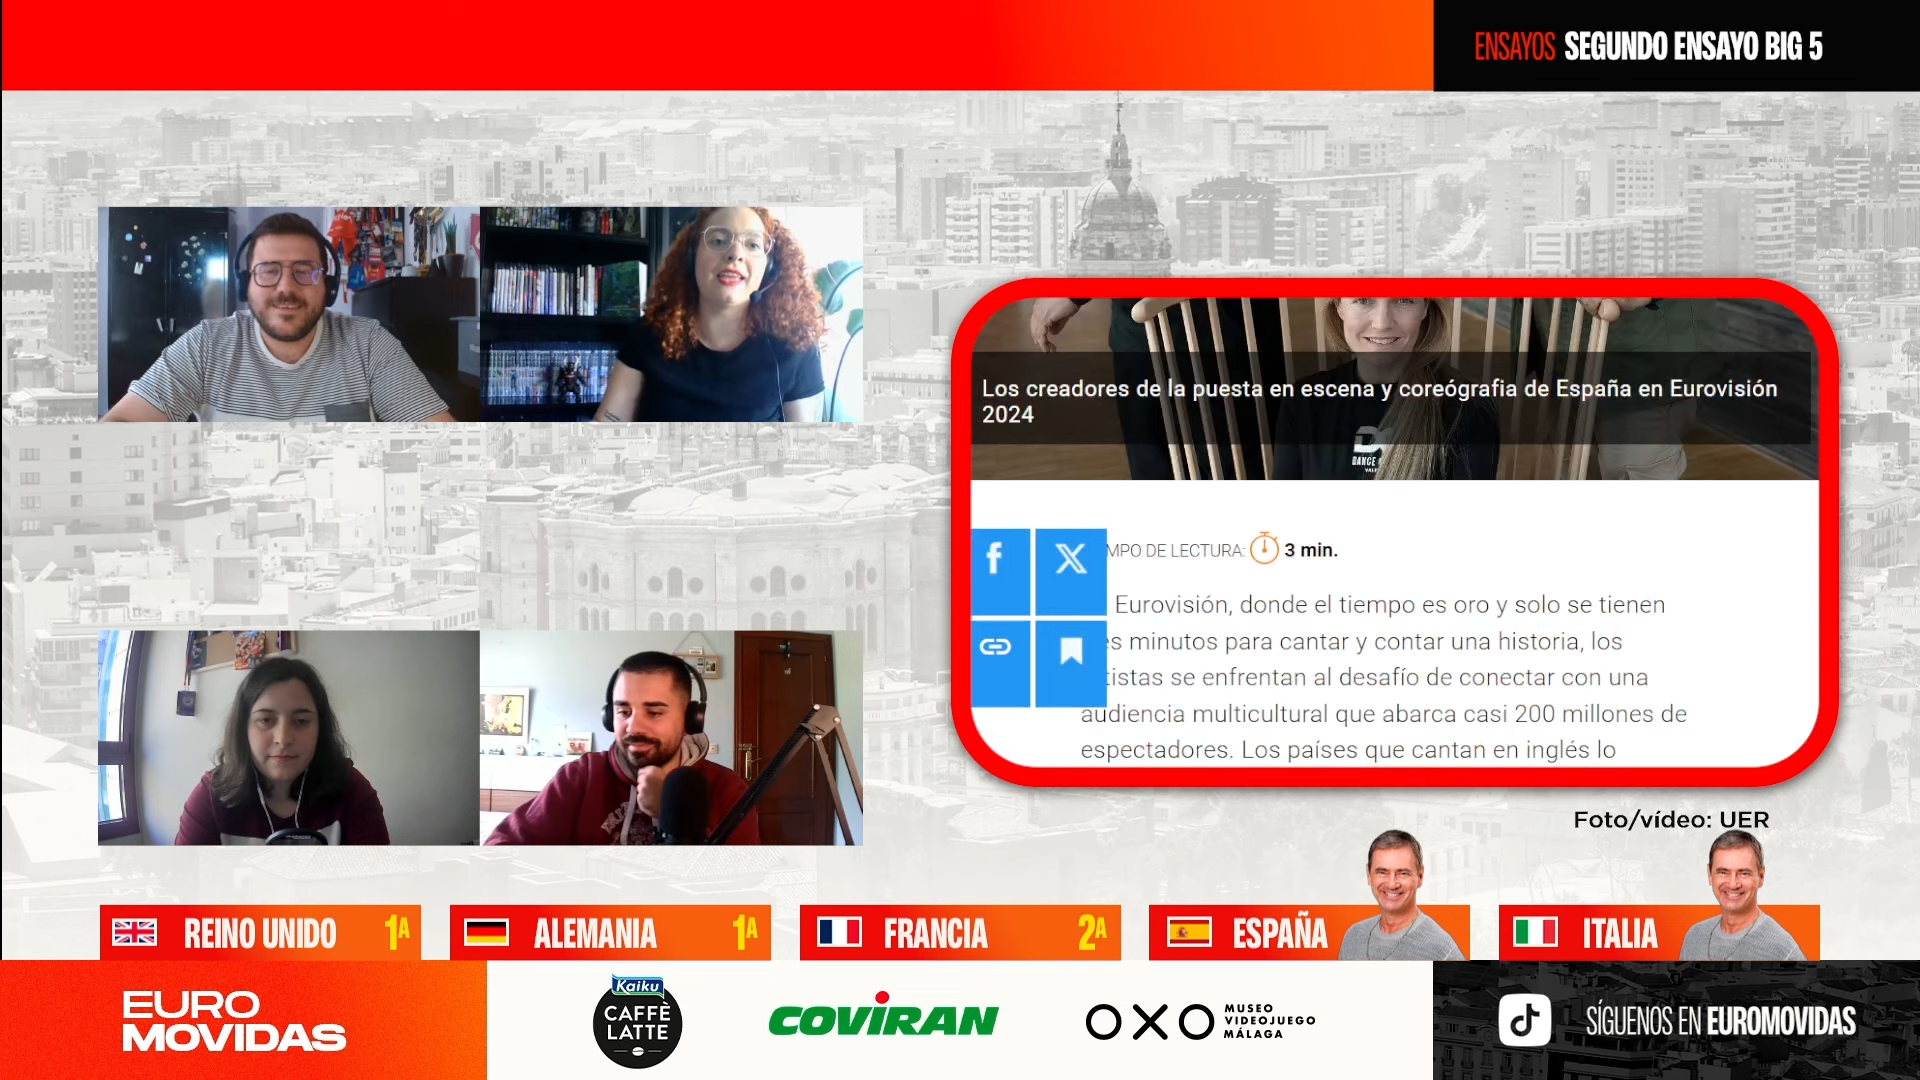 ENSAYOS SEGUNDO ENSAYO BIG 5
Los creadores de la puesta en escena y coreógrafia de España en Eurovisión
2024
DANCE
MPO DE LECTURA: 3 min.
Eurovisión, donde el tiempo es oro y solo se tienen
s minutos para cantar y contar una historia, los
tistas se enfrentan al desafío de conectar con una
audiencia multicultural que abarca casi 200 millones de
espectadores. Los países que cantan en inglés lo
Foto/vídeo: UER
REINO UNIDO 1A
ALEMANIA 1A
FRANCIA 2A
ESPAÑA
ITALIA
EURO
MOVIDAS
Kaiku
CAFFÈ
LATTE
COVIRAN
OXO MUSEO
VIDEOJUEGO
MÁLAGA
SÍGUENOS EN EUROMOVIDAS